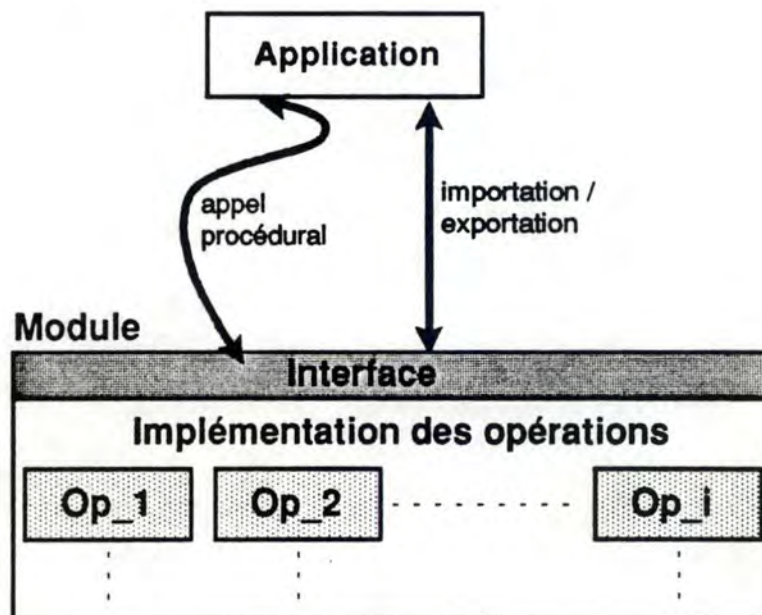 Application
appel
procédural
importation /
exportation
Module
Interface
Implémentation des opérations
Op_1
Op_2
Op_i